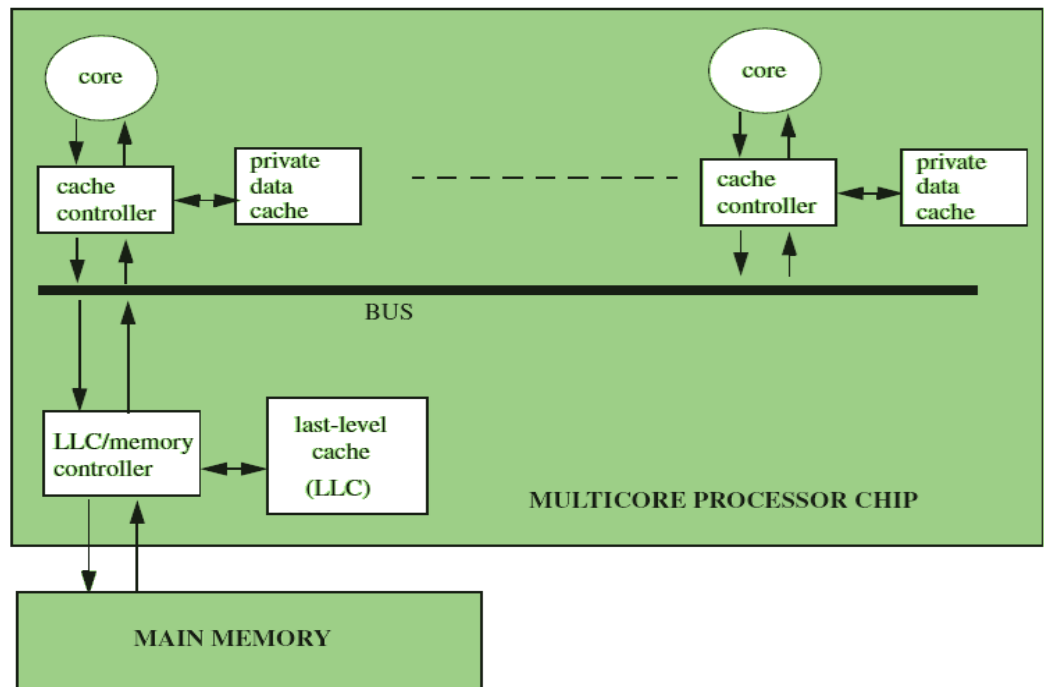 core
cache
controller
private
data
cache
core
cache
controller
private
data
cache
BUS
LLC/memory
controller
last-level
cache
(LLC)
MULTICORE PROCESSOR CHIP
MAIN MEMORY